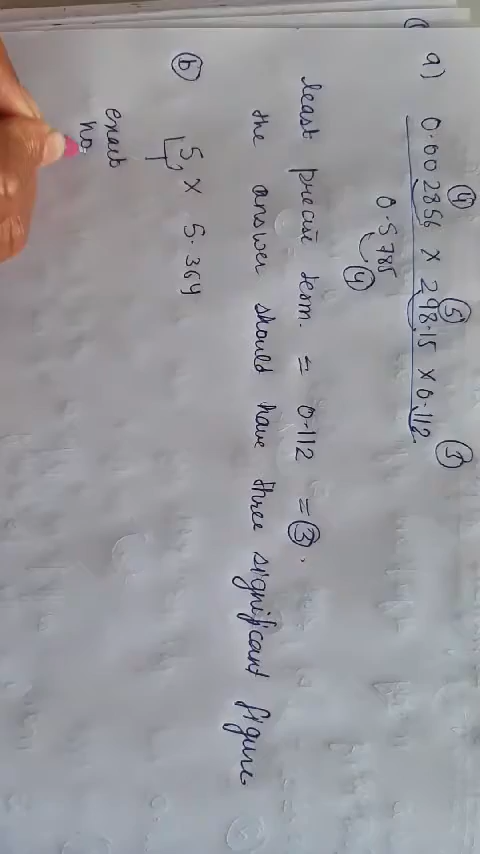 a) 0.002856 × 298.15 × 0.112
④ ⑤ ③
0.5785
④
least precise term. = 0.112 = ③.
the answer should have three significant figure
ⓑ 5 × 5.364
exact no.